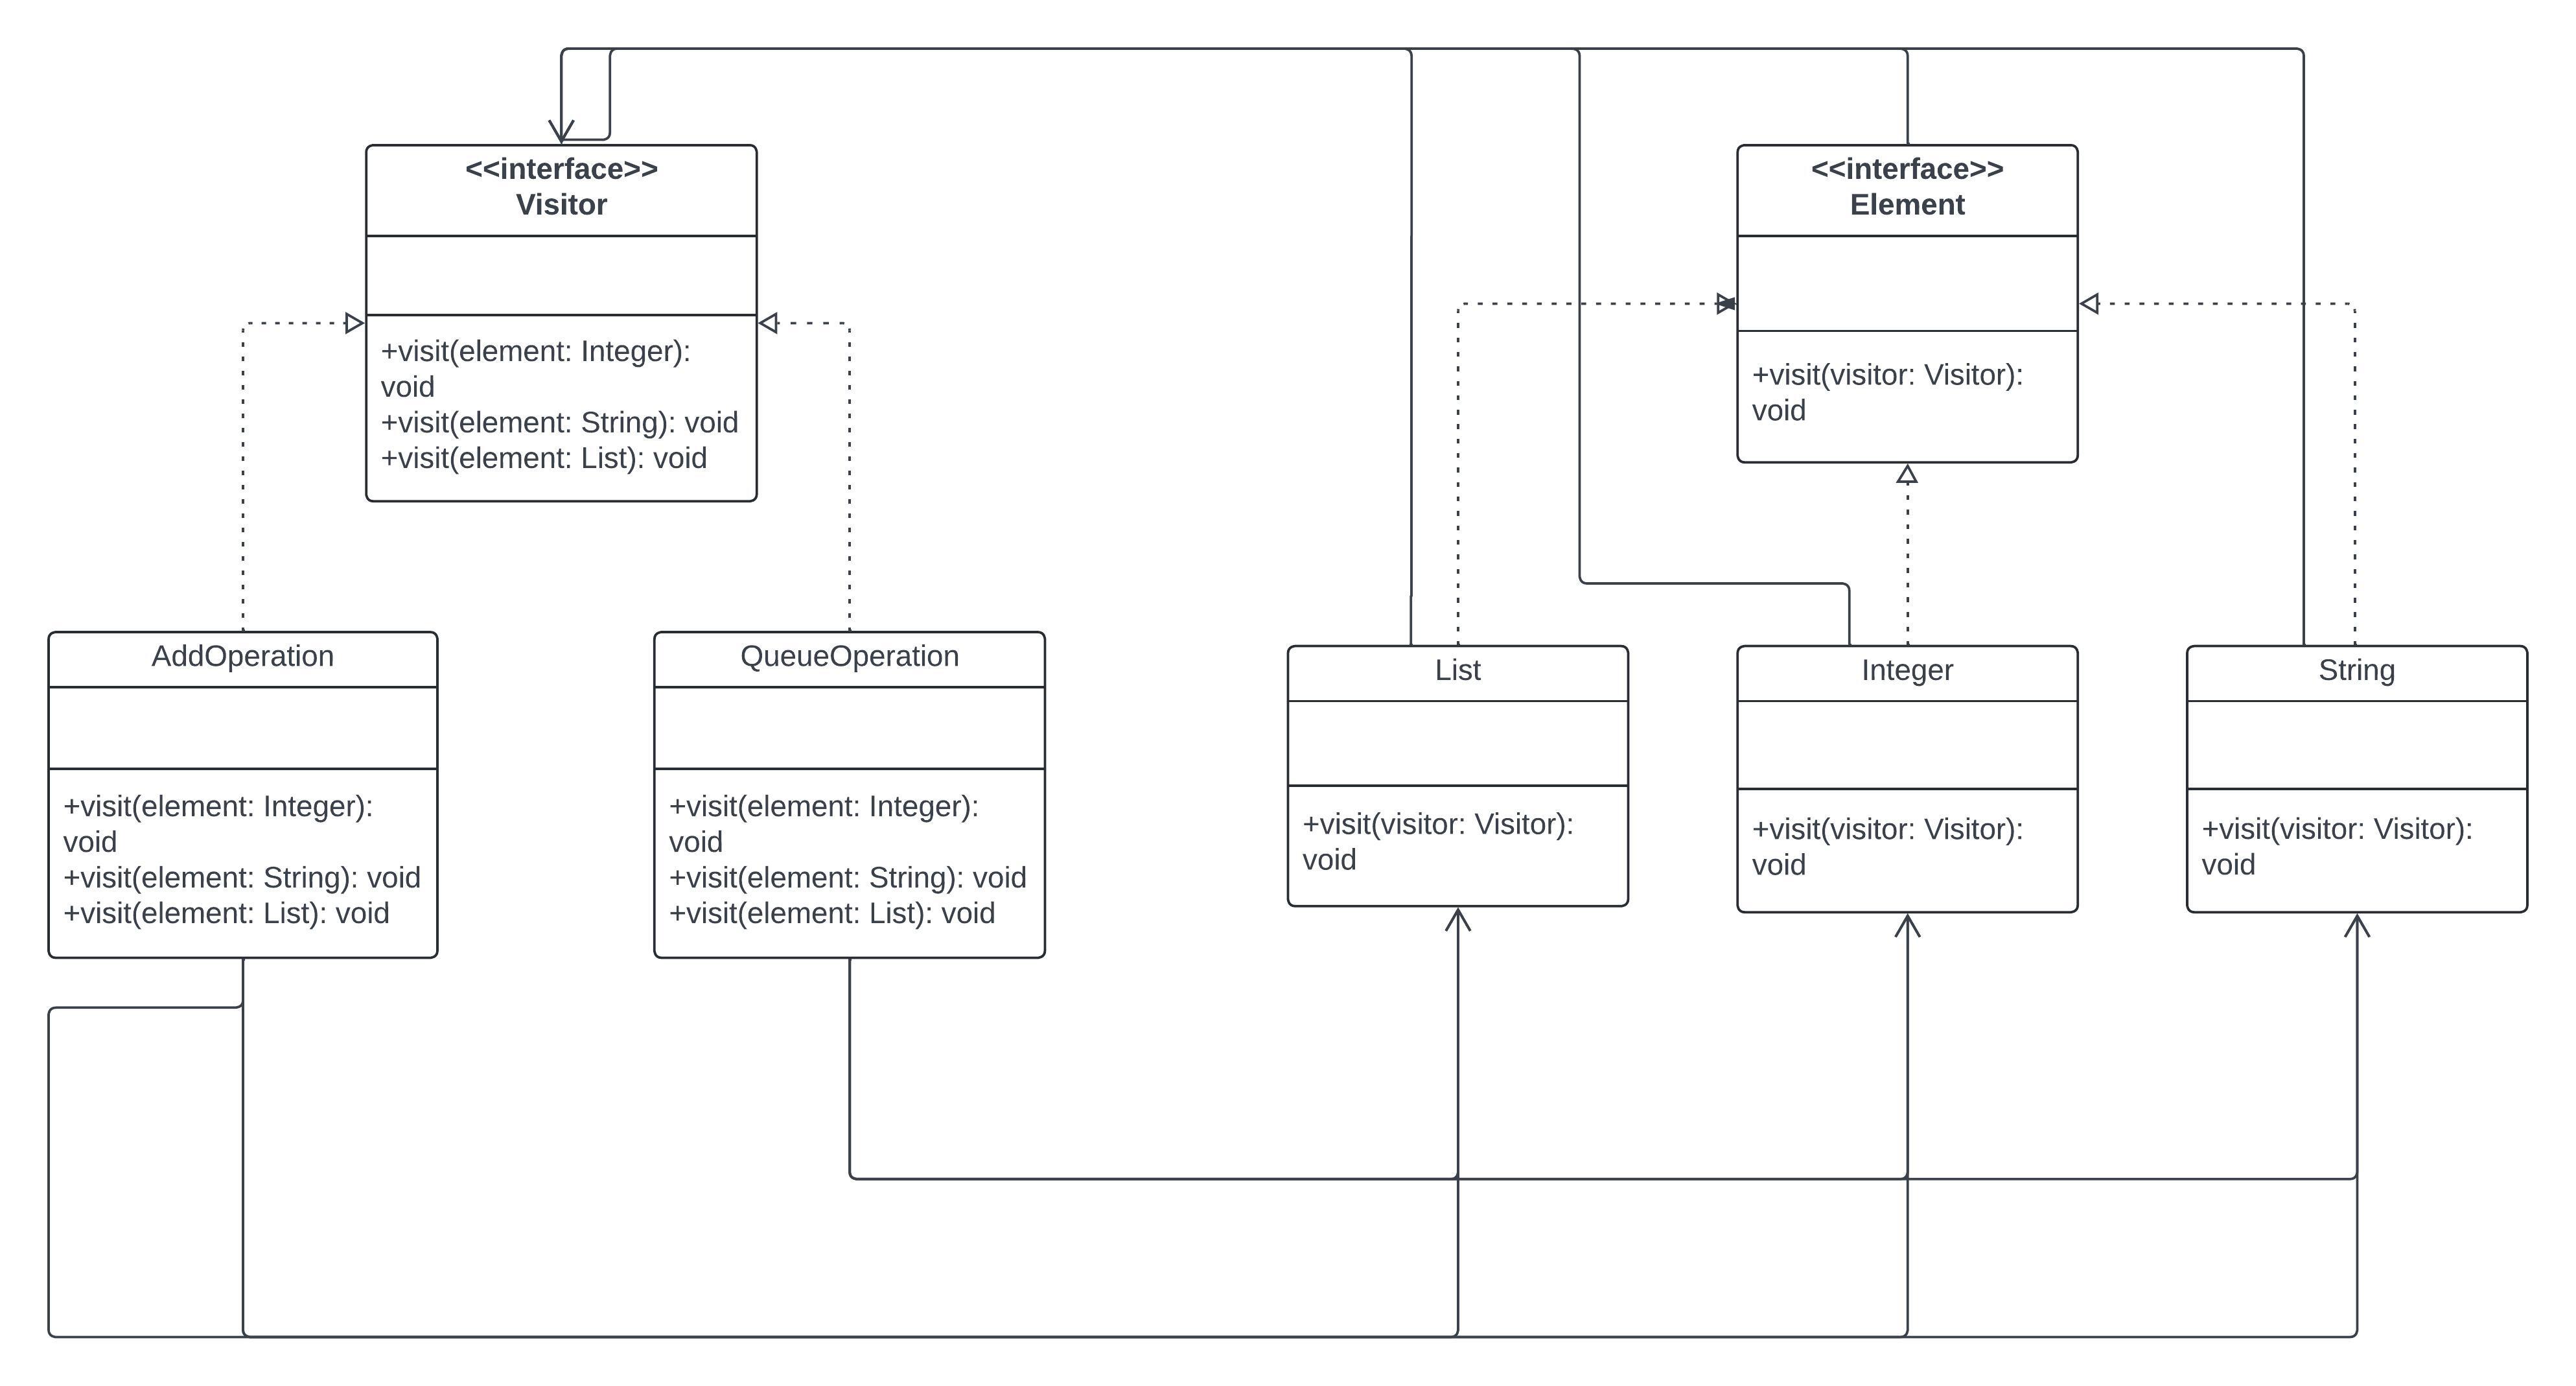 <<interface>>
Visitor
+visit(element: Integer):
void
+visit(element: String): void
+visit(element: List): void
<<interface>>
Element
+visit(visitor: Visitor):
void
AddOperation
+visit(element: Integer):
void
+visit(element: String): void
+visit(element: List): void
QueueOperation
+visit(element: Integer):
void
+visit(element: String): void
+visit(element: List): void
List
+visit(visitor: Visitor):
void
Integer
+visit(visitor: Visitor):
void
String
+visit(visitor: Visitor):
void